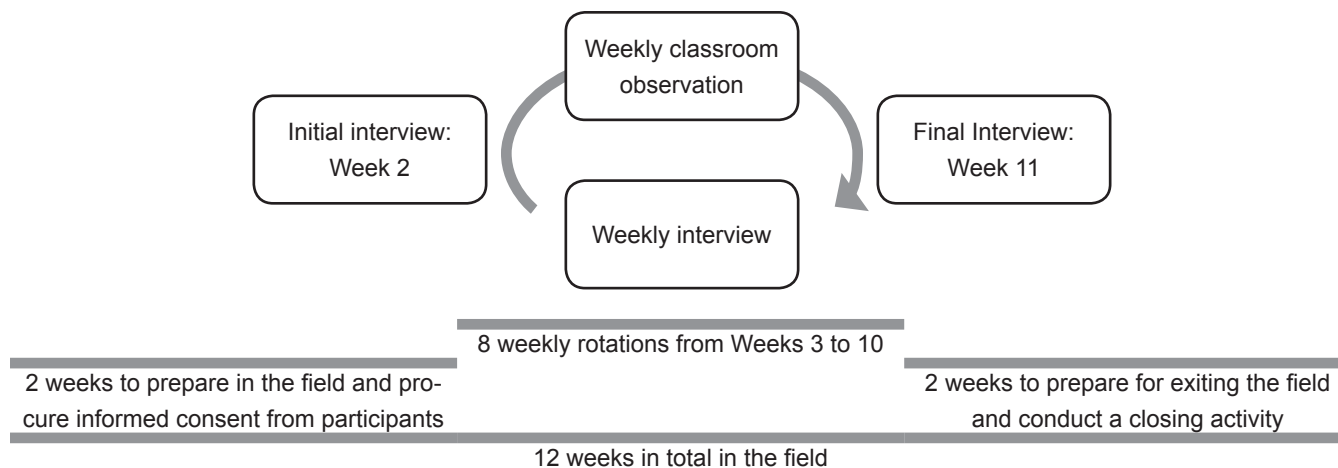 Weekly classroom
observation
Initial interview:
Week 2
Final Interview:
Week 11
Weekly interview
8 weekly rotations from Weeks 3 to 10
2 weeks to prepare in the field and pro-
cure informed consent from participants
2 weeks to prepare for exiting the field
and conduct a closing activity
12 weeks in total in the field